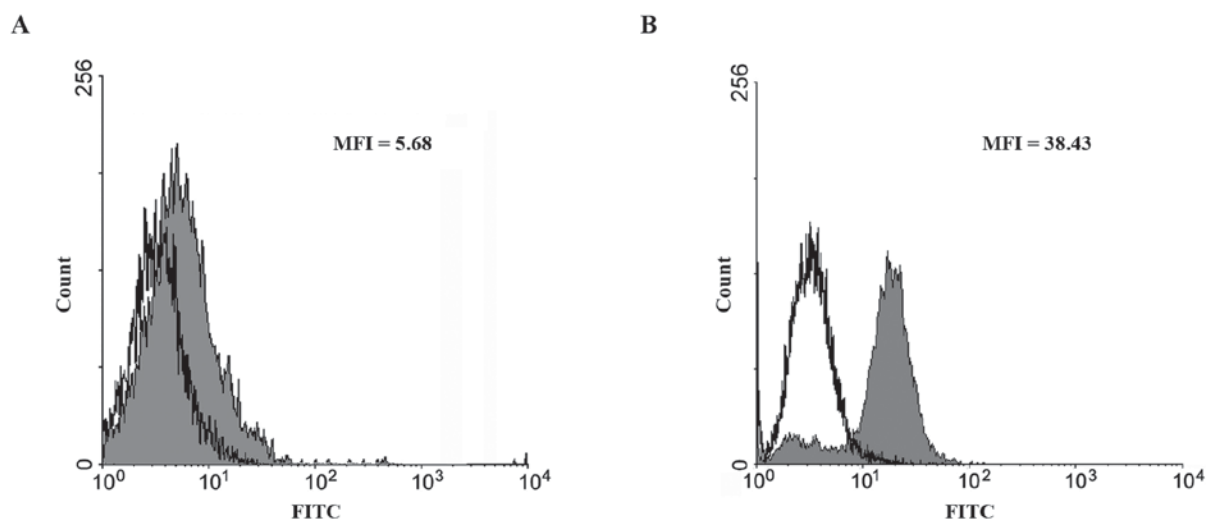 A
256
MFI = 5.68
Count
0
10⁰ 10¹ 10² 10³ 10⁴
FITC
B
256
MFI = 38.43
Count
0
10⁰ 10¹ 10² 10³ 10⁴
FITC